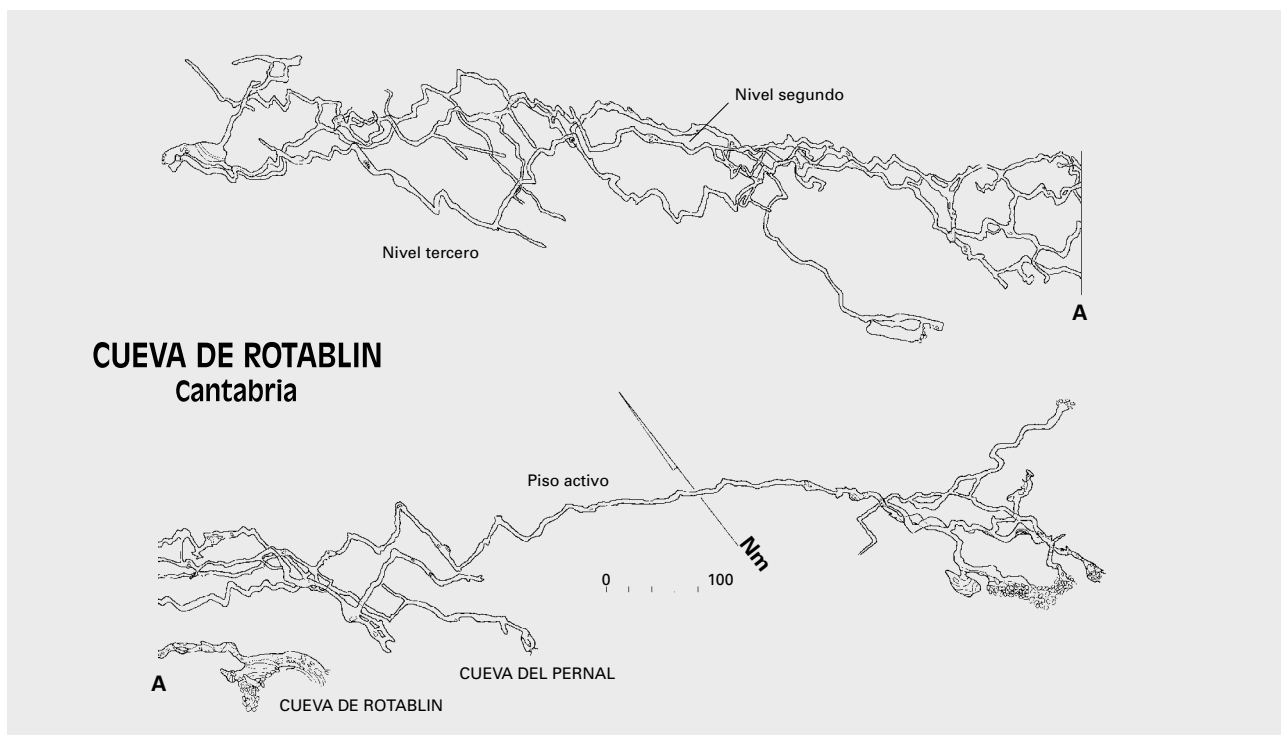 Nivel segundo
Nivel tercero
A
CUEVA DE ROTABLIN
Cantabria
Piso activo
Nm
0 100
CUEVA DEL PERNAL
A
CUEVA DE ROTABLIN